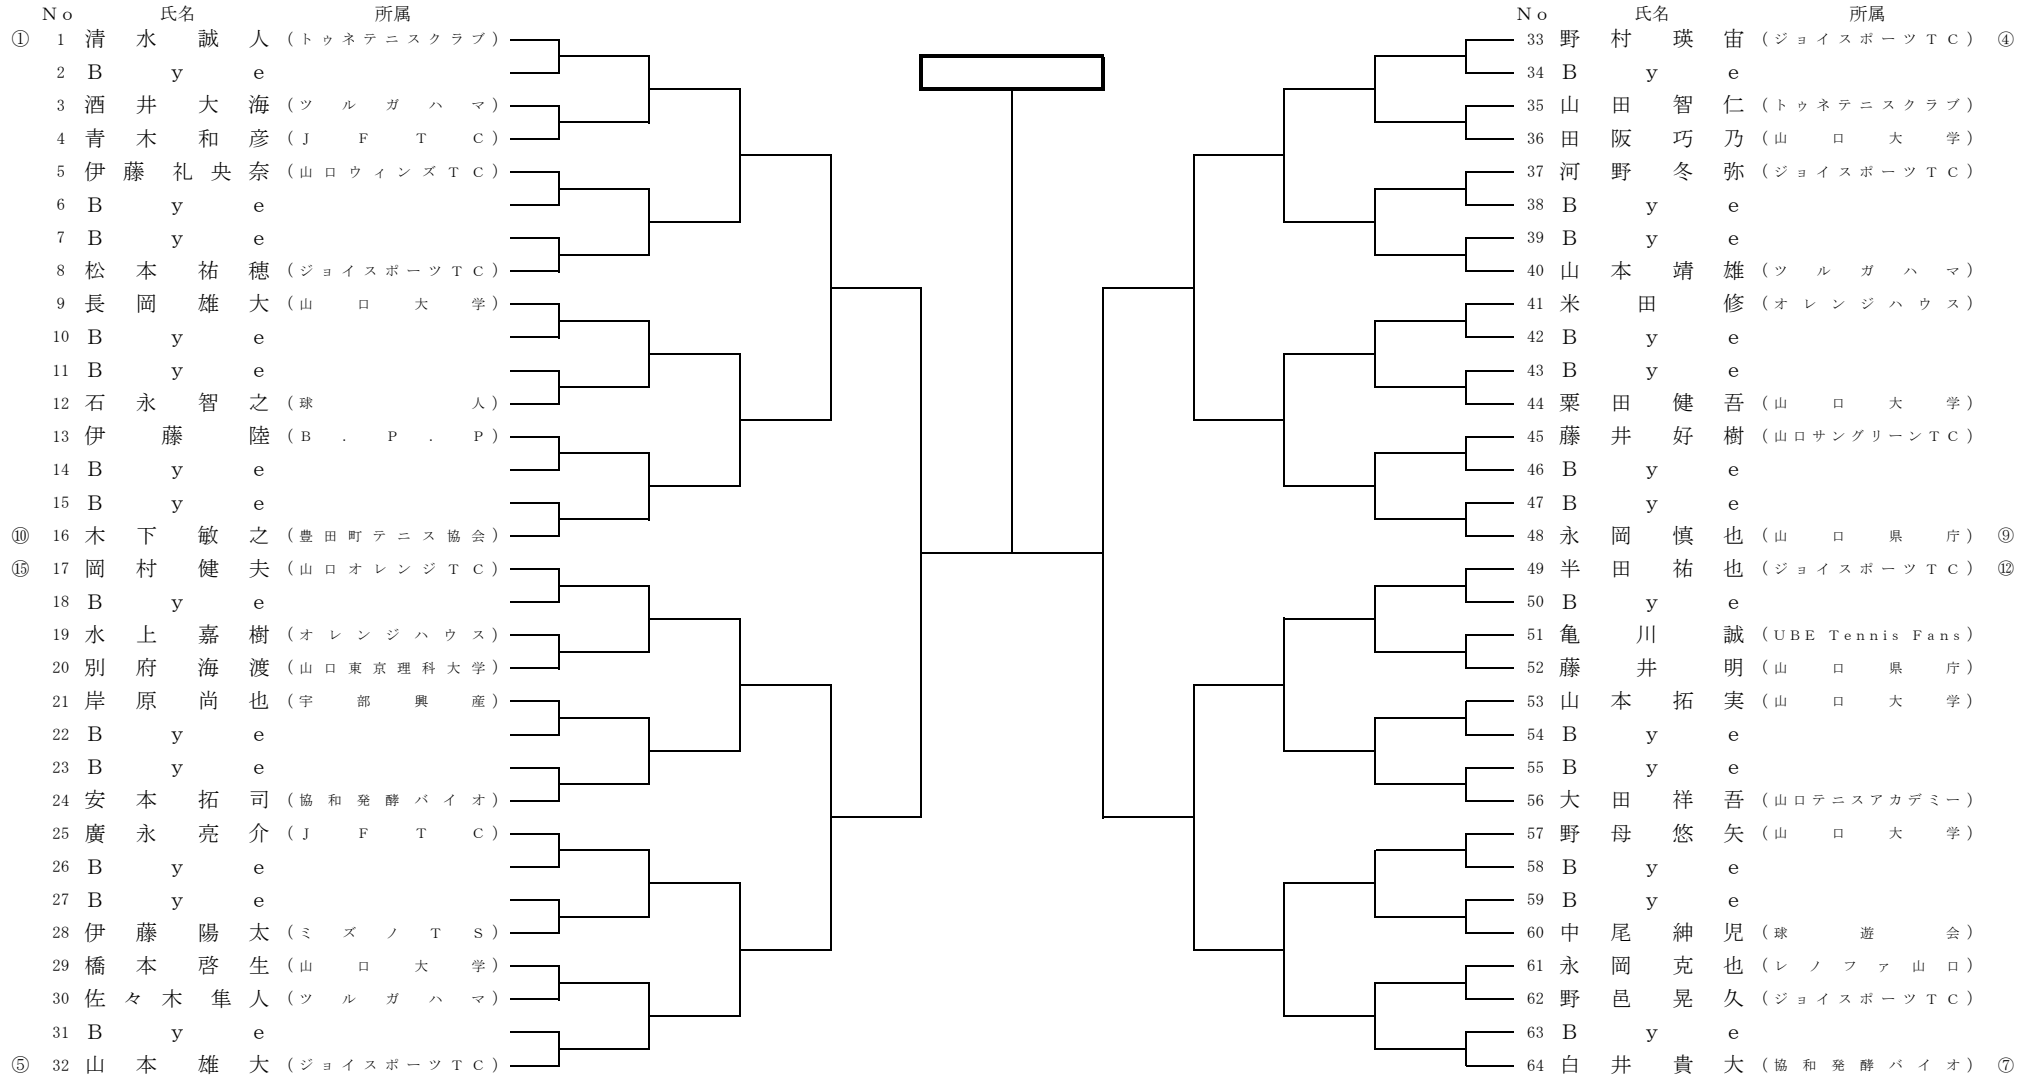 No 氏名 所属
① 1 清水誠人 (トゥネテニスクラブ)
2 Bye
3 酒井大海 (ツルガハマ)
4 青木和彦 (JFTC)
5 伊藤礼央奈 (山口ウィンズTC)
6 Bye
7 Bye
8 松本祐穂 (ジョイスポーツTC)
9 長岡雄大 (山口大学)
10 Bye
11 Bye
12 石永智之 (球人)
13 伊藤陸 (B.P.P)
14 Bye
15 Bye
⑩ 16 木下敏之 (豊田町テニス協会)
⑮ 17 岡村健夫 (山口オレンジTC)
18 Bye
19 水上嘉樹 (オレンジハウス)
20 別府海渡 (山口東京理科大学)
21 岸原尚也 (宇部興産)
22 Bye
23 Bye
24 安本拓司 (協和発酵バイオ)
25 廣永亮介 (JFTC)
26 Bye
27 Bye
28 伊藤陽太 (ミズノTS)
29 橋本啓生 (山口大学)
30 佐々木隼人 (ツルガハマ)
31 Bye
⑤ 32 山本雄大 (ジョイスポーツTC)
No 氏名 所属
33 野村瑛宙 (ジョイスポーツTC) ④
34 Bye
35 山田智仁 (トゥネテニスクラブ)
36 田阪巧乃 (山口大学)
37 河野冬弥 (ジョイスポーツTC)
38 Bye
39 Bye
40 山本靖雄 (ツルガハマ)
41 米田修 (オレンジハウス)
42 Bye
43 Bye
44 粟田健吾 (山口大学)
45 藤井好樹 (山口サングリーンTC)
46 Bye
47 Bye
48 永岡慎也 (山口県庁) ⑨
49 半田祐也 (ジョイスポーツTC) ⑫
50 Bye
51 亀川誠 (UBE Tennis Fans)
52 藤井明 (山口県庁)
53 山本拓実 (山口大学)
54 Bye
55 Bye
56 大田祥吾 (山口テニスアカデミー)
57 野母悠矢 (山口大学)
58 Bye
59 Bye
60 中尾紳児 (球遊会)
61 永岡克也 (レノファ山口)
62 野邑晃久 (ジョイスポーツTC)
63 Bye
64 白井貴大 (協和発酵バイオ) ⑦